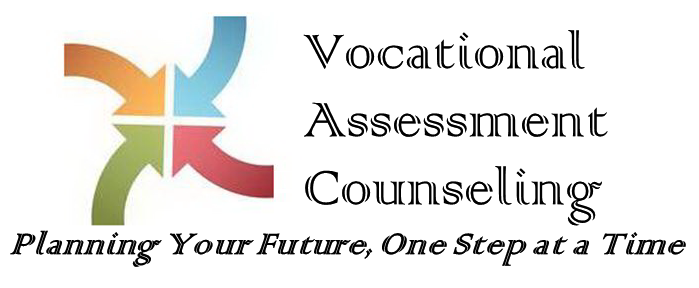 Vocational
Assessment
Counseling
Planning Your Future, One Step at a Time